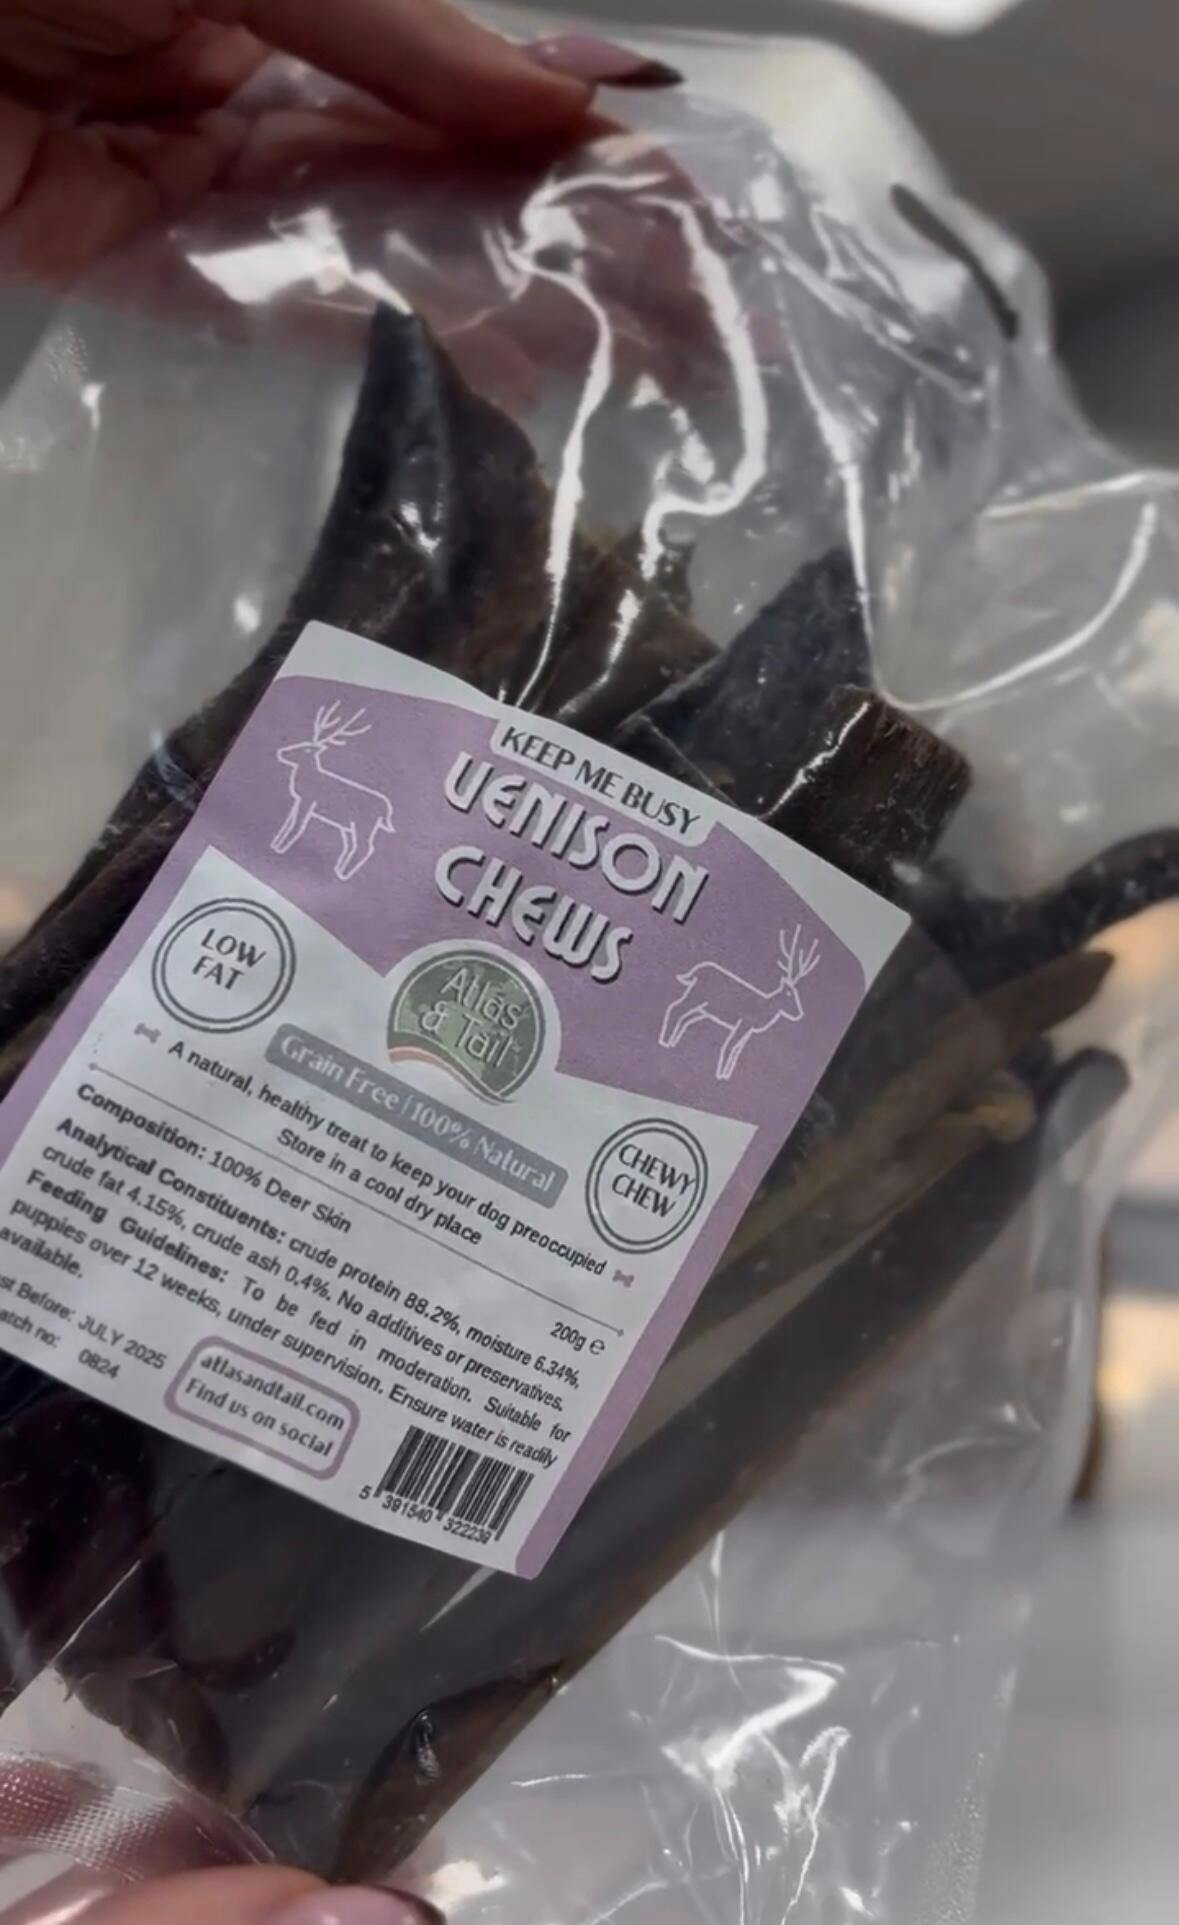 KEEP ME BUSY
VENISON
CHEWS
LOW
FAT
Atlas
& Tail
Grain Free / 100% Natural
CHEWY
CHEW
A natural, healthy treat to keep your dog preoccupied
Store in a cool dry place
200g ℮
Composition: 100% Deer Skin
Analytical Constituents: crude protein 88.2%, moisture 6.34%,
crude fat 4.15%, crude ash 0.4%. No additives or preservatives.
Feeding Guidelines: To be fed in moderation. Suitable for
puppies over 12 weeks, under supervision. Ensure water is readily
available.
st Before: JULY 2025
atch no: 0824
atlasandtail.com
Find us on social
5 391540 322238